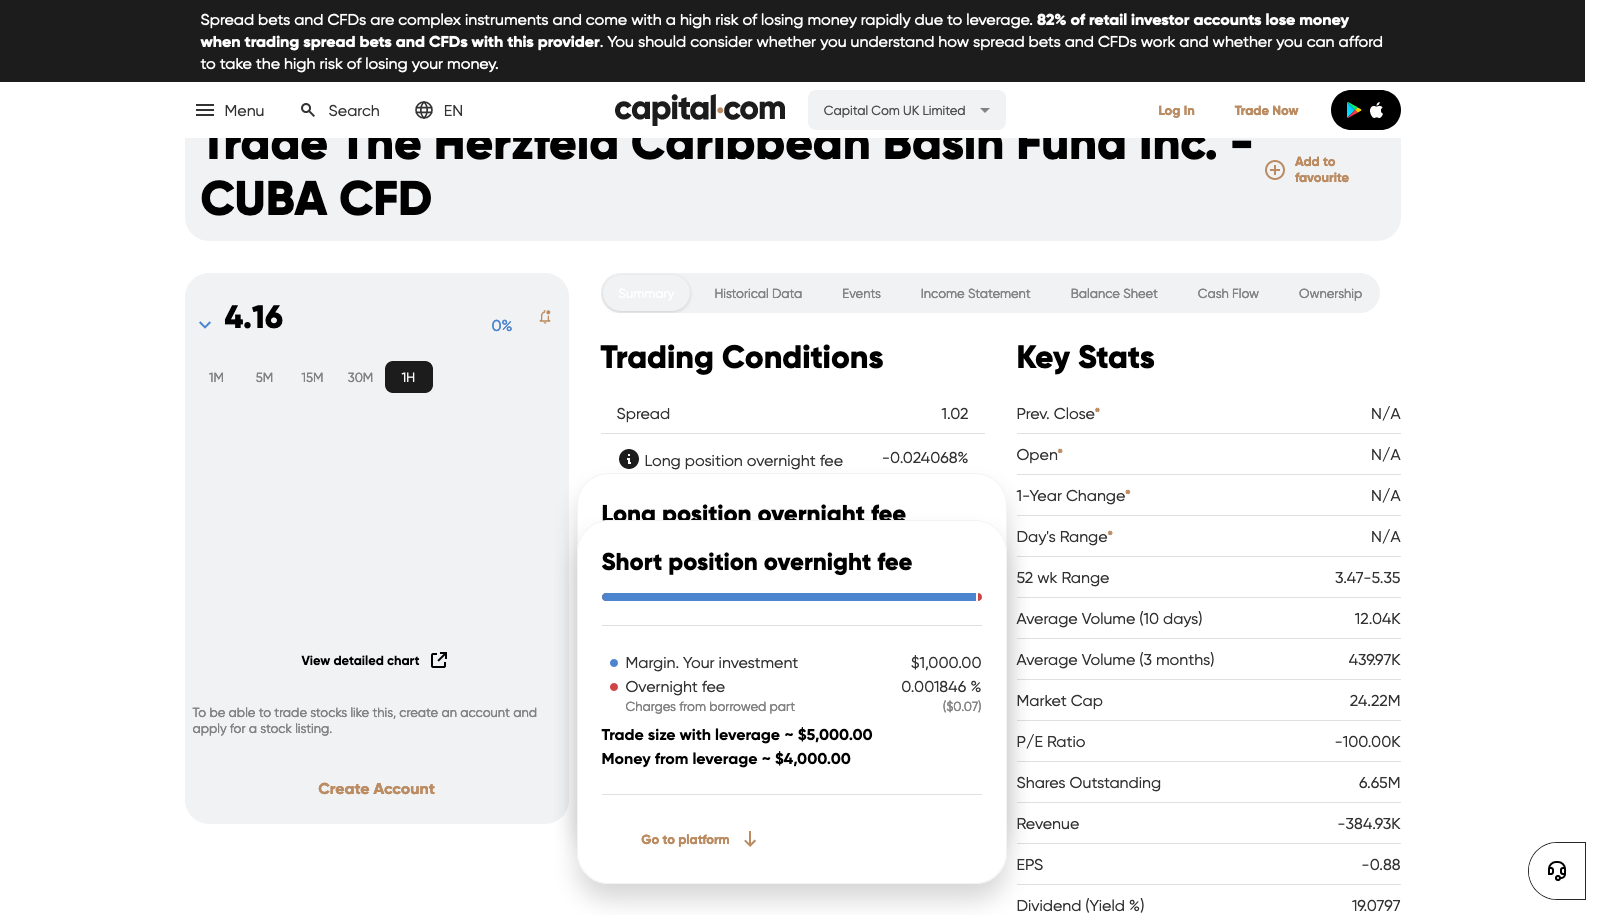 Spread bets and CFDs are complex instruments and come with a high risk of losing money rapidly due to leverage. 82% of retail investor accounts lose money
when trading spread bets and CFDs with this provider. You should consider whether you understand how spread bets and CFDs work and whether you can afford
to take the high risk of losing your money.
Menu
Search
EN
capital.com
Capital Com UK Limited
Log In
Trade Now
Trade The Herzfeld Caribbean Basin Fund Inc. -
CUBA CFD
Add to
favourite
4.16
0%
1M
5M
15M
30M
1H
View detailed chart
To be able to trade stocks like this, create an account and
apply for a stock listing.
Create Account
Summary
Historical Data
Events
Income Statement
Balance Sheet
Cash Flow
Ownership
Trading Conditions
Spread 1.02
Long position overnight fee -0.024068%
Long position overnight fee
Short position overnight fee
Margin. Your investment $1,000.00
Overnight fee 0.001846 %
Charges from borrowed part ($0.07)
Trade size with leverage ~ $5,000.00
Money from leverage ~ $4,000.00
Go to platform
Key Stats
Prev. Close* N/A
Open* N/A
1-Year Change* N/A
Day's Range* N/A
52 wk Range 3.47-5.35
Average Volume (10 days) 12.04K
Average Volume (3 months) 439.97K
Market Cap 24.22M
P/E Ratio -100.00K
Shares Outstanding 6.65M
Revenue -384.93K
EPS -0.88
Dividend (Yield %) 19.0797